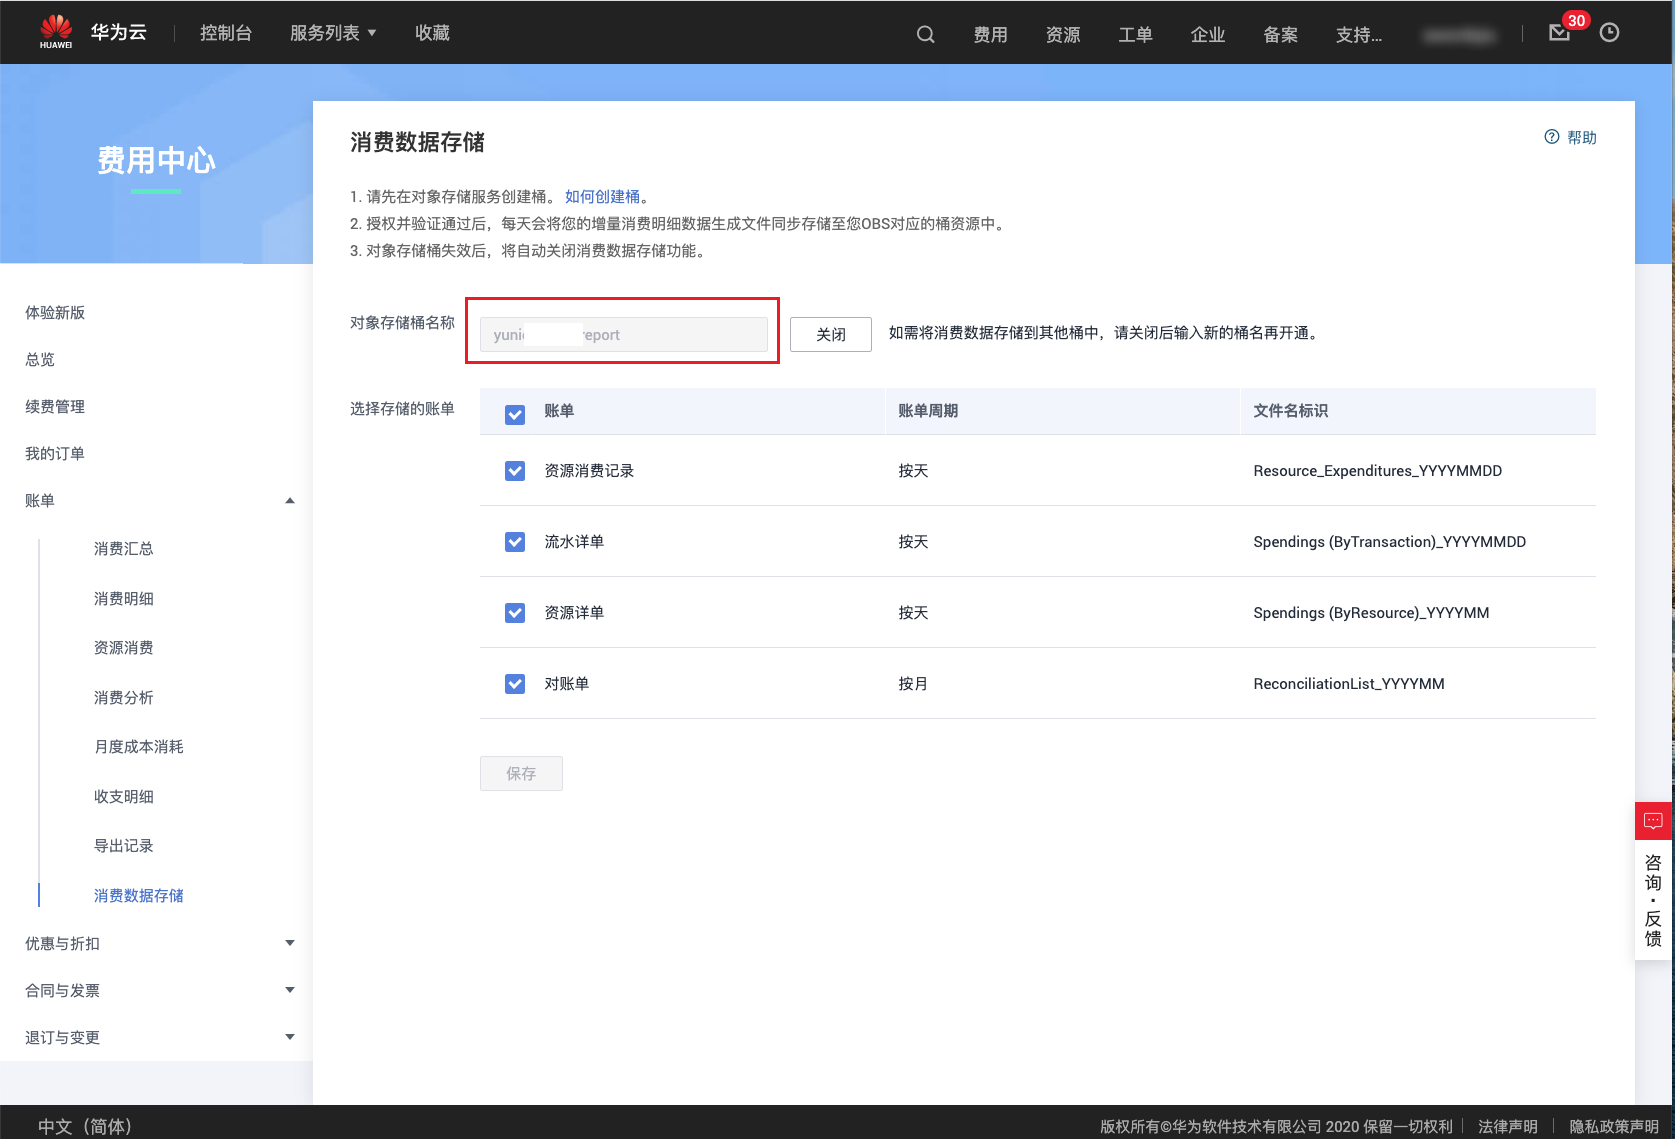 HUAWEI
华为云
控制台
服务列表
收藏
费用
资源
工单
企业
备案
支持...
30
费用中心
体验新版
总览
续费管理
我的订单
账单
消费汇总
消费明细
资源消费
消费分析
月度成本消耗
收支明细
导出记录
消费数据存储
优惠与折扣
合同与发票
退订与变更
消费数据存储
帮助
1. 请先在对象存储服务创建桶。 如何创建桶。
2. 授权并验证通过后，每天会将您的增量消费明细数据生成文件同步存储至您OBS对应的桶资源中。
3. 对象存储桶失效后，将自动关闭消费数据存储功能。
对象存储桶名称
关闭
如需将消费数据存储到其他桶中，请关闭后输入新的桶名再开通。
选择存储的账单
账单 账单周期 文件名标识
资源消费记录 按天 Resource_Expenditures_YYYYMMDD
流水详单 按天 Spendings (ByTransaction)_YYYYMMDD
资源详单 按天 Spendings (ByResource)_YYYYMM
对账单 按月 ReconciliationList_YYYYMM
保存
咨询·反馈
中文（简体）
版权所有©华为软件技术有限公司 2020 保留一切权利
法律声明
隐私政策声明